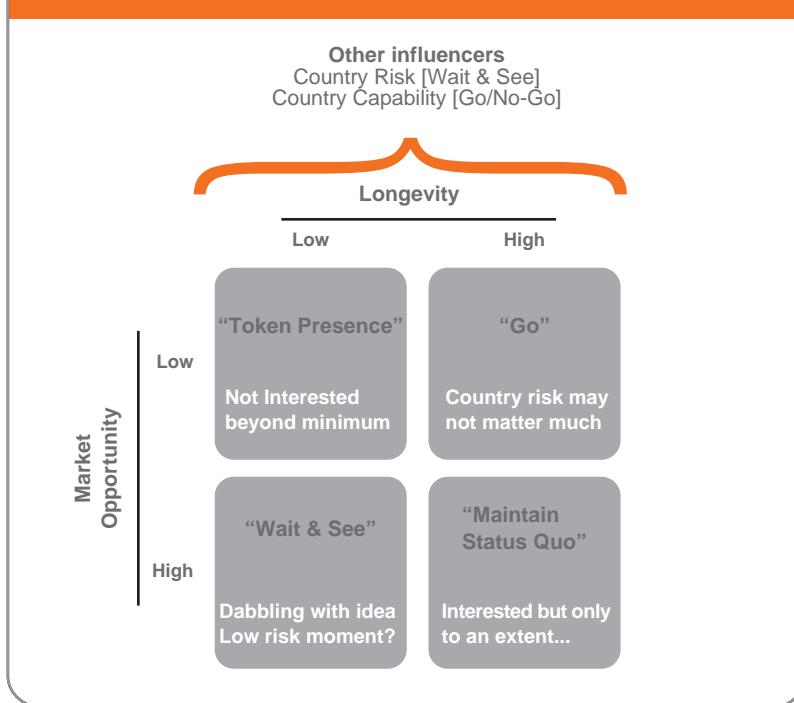 Other influencers
Country Risk [Wait & See]
Country Capability [Go/No-Go]
Longevity
Low
High
Market
Opportunity
Low
“Token Presence”
Not Interested
beyond minimum
“Go”
Country risk may
not matter much
High
“Wait & See”
Dabbling with idea
Low risk moment?
“Maintain
Status Quo”
Interested but only
to an extent...